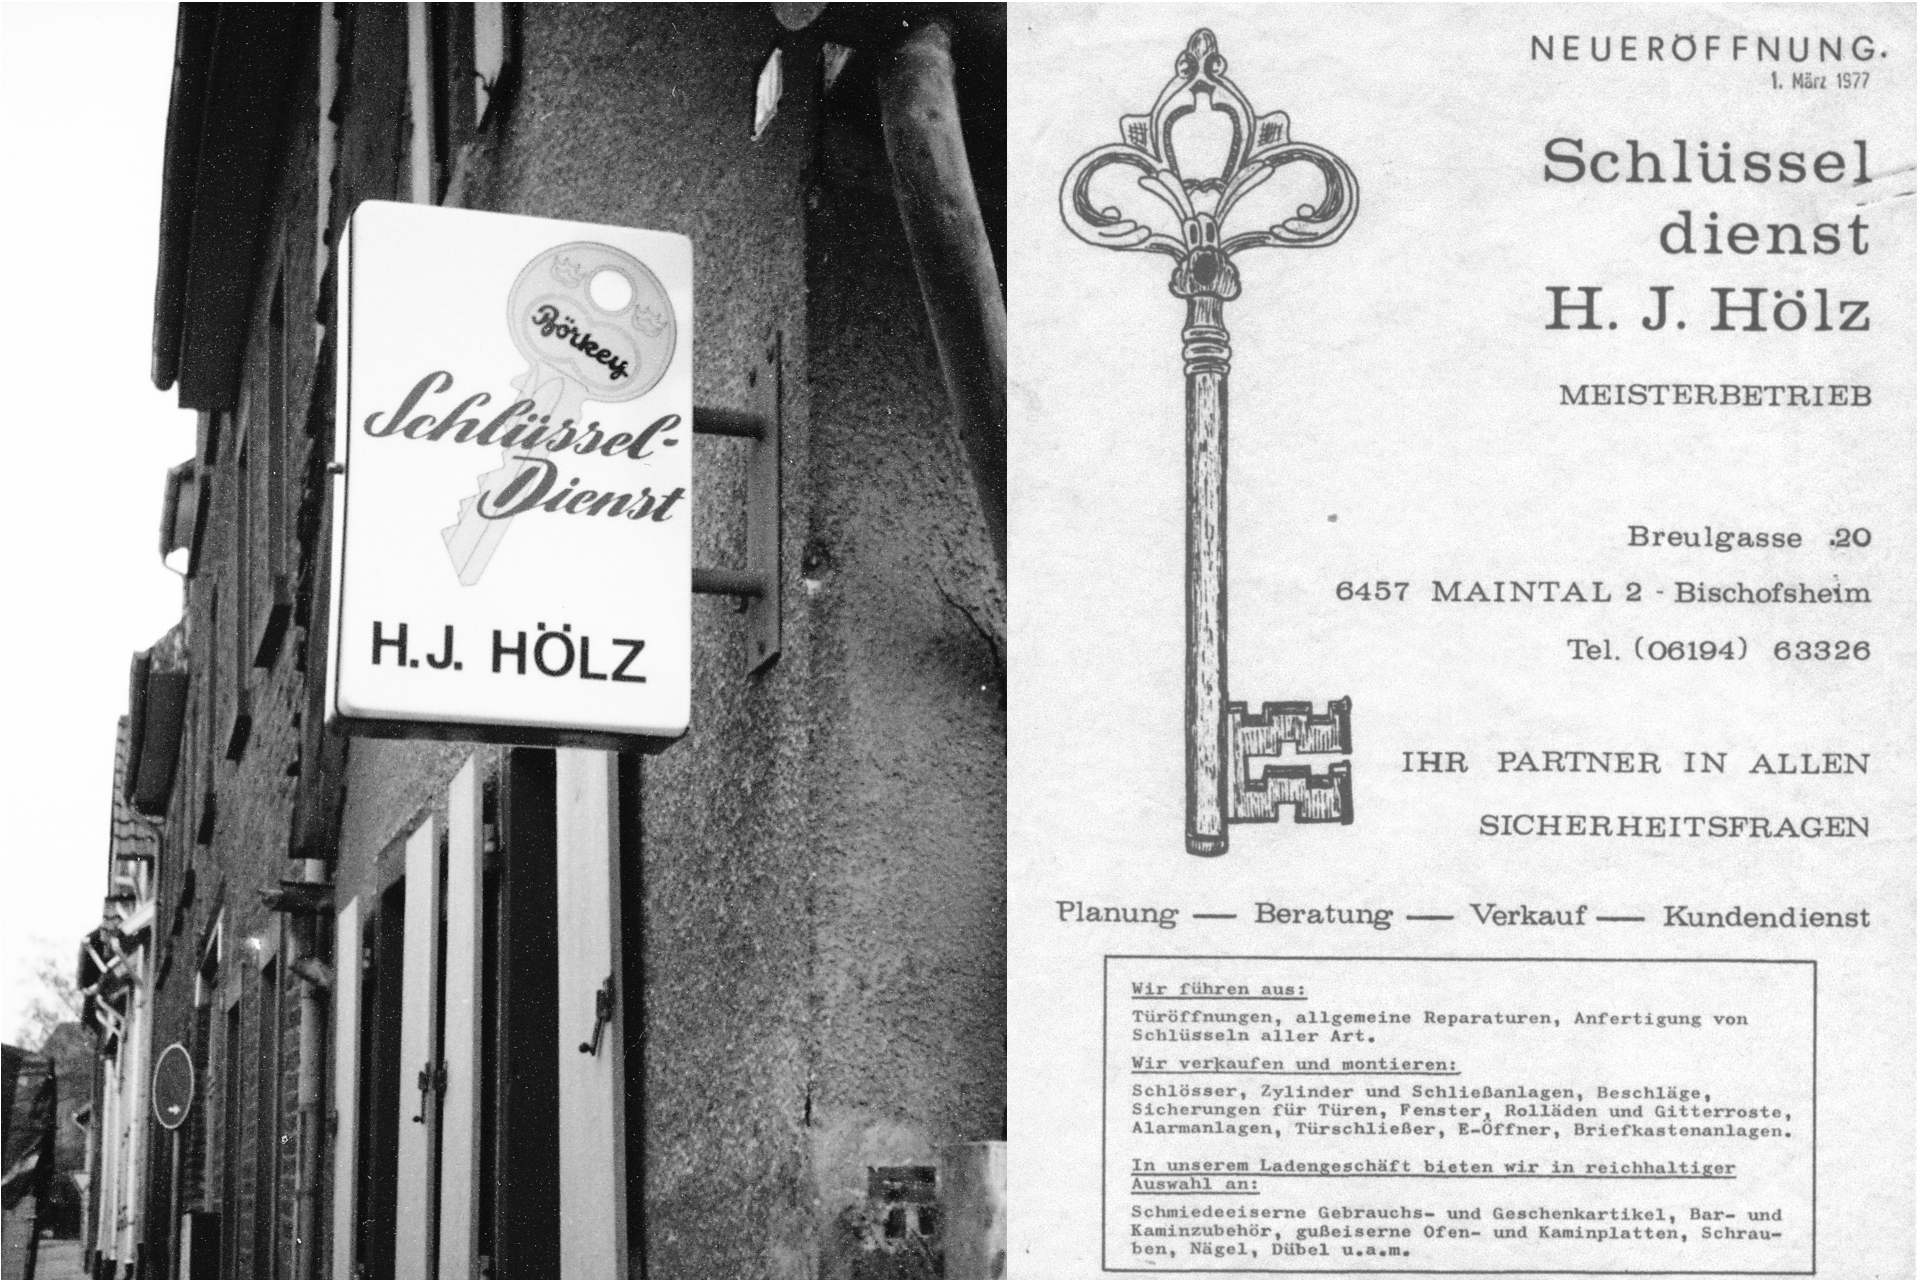 Börkey
Schlüssel-
Dienst
H.J. HÖLZ
NEUERÖFFNUNG.
1. März 1977
Schlüssel
dienst
H. J. Hölz
MEISTERBETRIEB
Breulgasse .20
6457 MAINTAL 2 - Bischofsheim
Tel. (06194) 63326
IHR PARTNER IN ALLEN
SICHERHEITSFRAGEN
Planung — Beratung — Verkauf — Kundendienst
Wir führen aus:
Türöffnungen, allgemeine Reparaturen, Anfertigung von
Schlüsseln aller Art.
Wir verkaufen und montieren:
Schlösser, Zylinder und Schließanlagen, Beschläge,
Sicherungen für Türen, Fenster, Rolläden und Gitterroste,
Alarmanlagen, Türschließer, E-Öffner, Briefkastenanlagen.
In unserem Ladengeschäft bieten wir in reichhaltiger
Auswahl an:
Schmiedeeiserne Gebrauchs- und Geschenkartikel, Bar- und
Kaminzubehör, gußeiserne Ofen- und Kaminplatten, Schrau-
ben, Nägel, Dübel u.a.m.